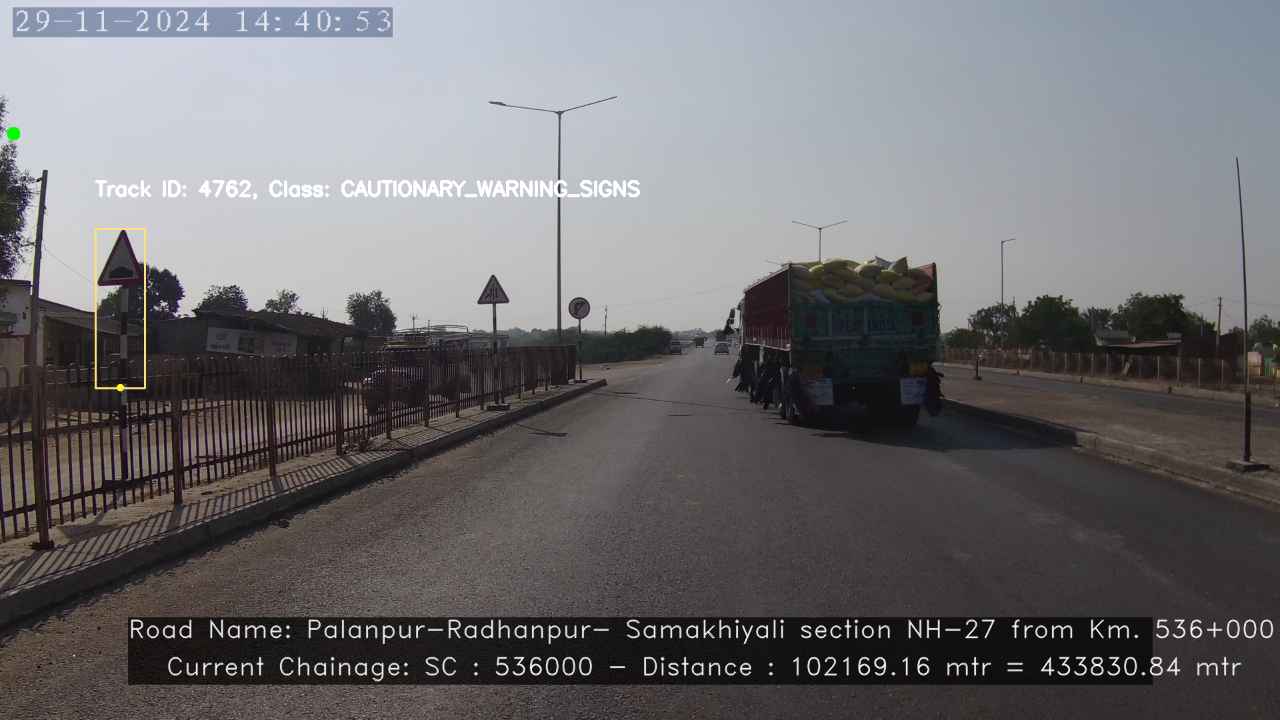 29-11-2024 14:40:53
Track ID: 4762, Class: CAUTIONARY_WARNING_SIGNS
Road Name: Palanpur-Radhanpur- Samakhiyali section NH-27 from Km. 536+000
Current Chainage: SC : 536000 - Distance : 102169.16 mtr = 433830.84 mtr